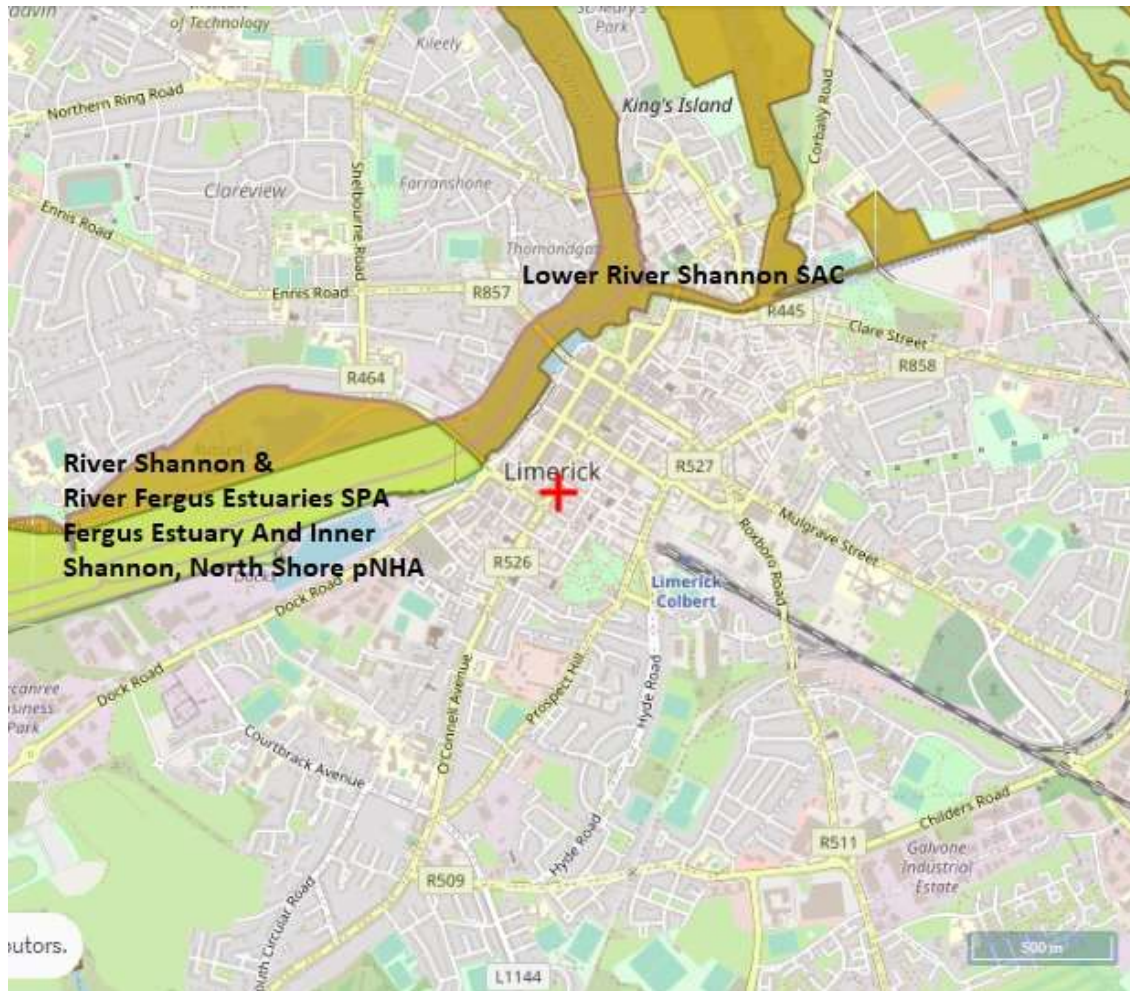 of Technology
Kileely
Park
King's Island
Northern Ring Road
Corbally Road
Shelbourne Road
Clareview
Farranshone
Ennis Road
Lower River Shannon SAC
Ennis Road
R857
R445
Clare Street
R858
R464
River Shannon &
River Fergus Estuaries SPA
Fergus Estuary And Inner
Shannon, North Shore pNHA
Limerick
R527
Mulgrave Street
Roxboro Road
R526
Dock Road
Limerick
Colbert
Dock Road
Park
O'Connell Avenue
Prospect Hill
Hyde Road
Courtbrack Avenue
Childers Road
R511
Galvone
Industrial
Estate
Hyde Road
R509
South Circular Road
utors.
500 m
L1144